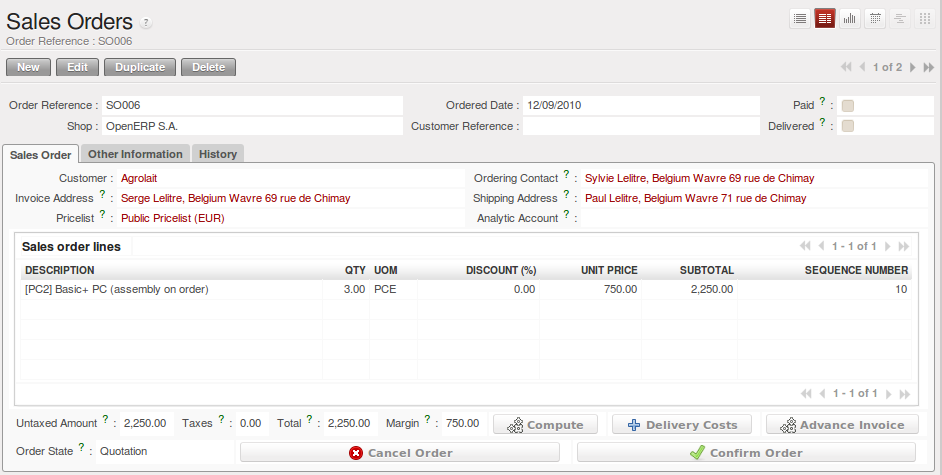 Sales Orders ?
Order Reference : SO006
New Edit Duplicate Delete 1 of 2
Order Reference : SO006 Ordered Date : 12/09/2010 Paid ? :
Shop : OpenERP S.A. Customer Reference : Delivered ? :
Sales Order Other Information History
Customer : Agrolait Ordering Contact ? : Sylvie Lelitre, Belgium Wavre 69 rue de Chimay
Invoice Address ? : Serge Lelitre, Belgium Wavre 69 rue de Chimay Shipping Address ? : Paul Lelitre, Belgium Wavre 71 rue de Chimay
Pricelist ? : Public Pricelist (EUR) Analytic Account ? :
Sales order lines 1 - 1 of 1
DESCRIPTION QTY UOM DISCOUNT (%) UNIT PRICE SUBTOTAL SEQUENCE NUMBER
[PC2] Basic+ PC (assembly on order) 3.00 PCE 0.00 750.00 2,250.00 10
1 - 1 of 1
Untaxed Amount ? : 2,250.00 Taxes ? : 0.00 Total ? : 2,250.00 Margin ? : 750.00 Compute Delivery Costs Advance Invoice
Order State ? : Quotation Cancel Order Confirm Order